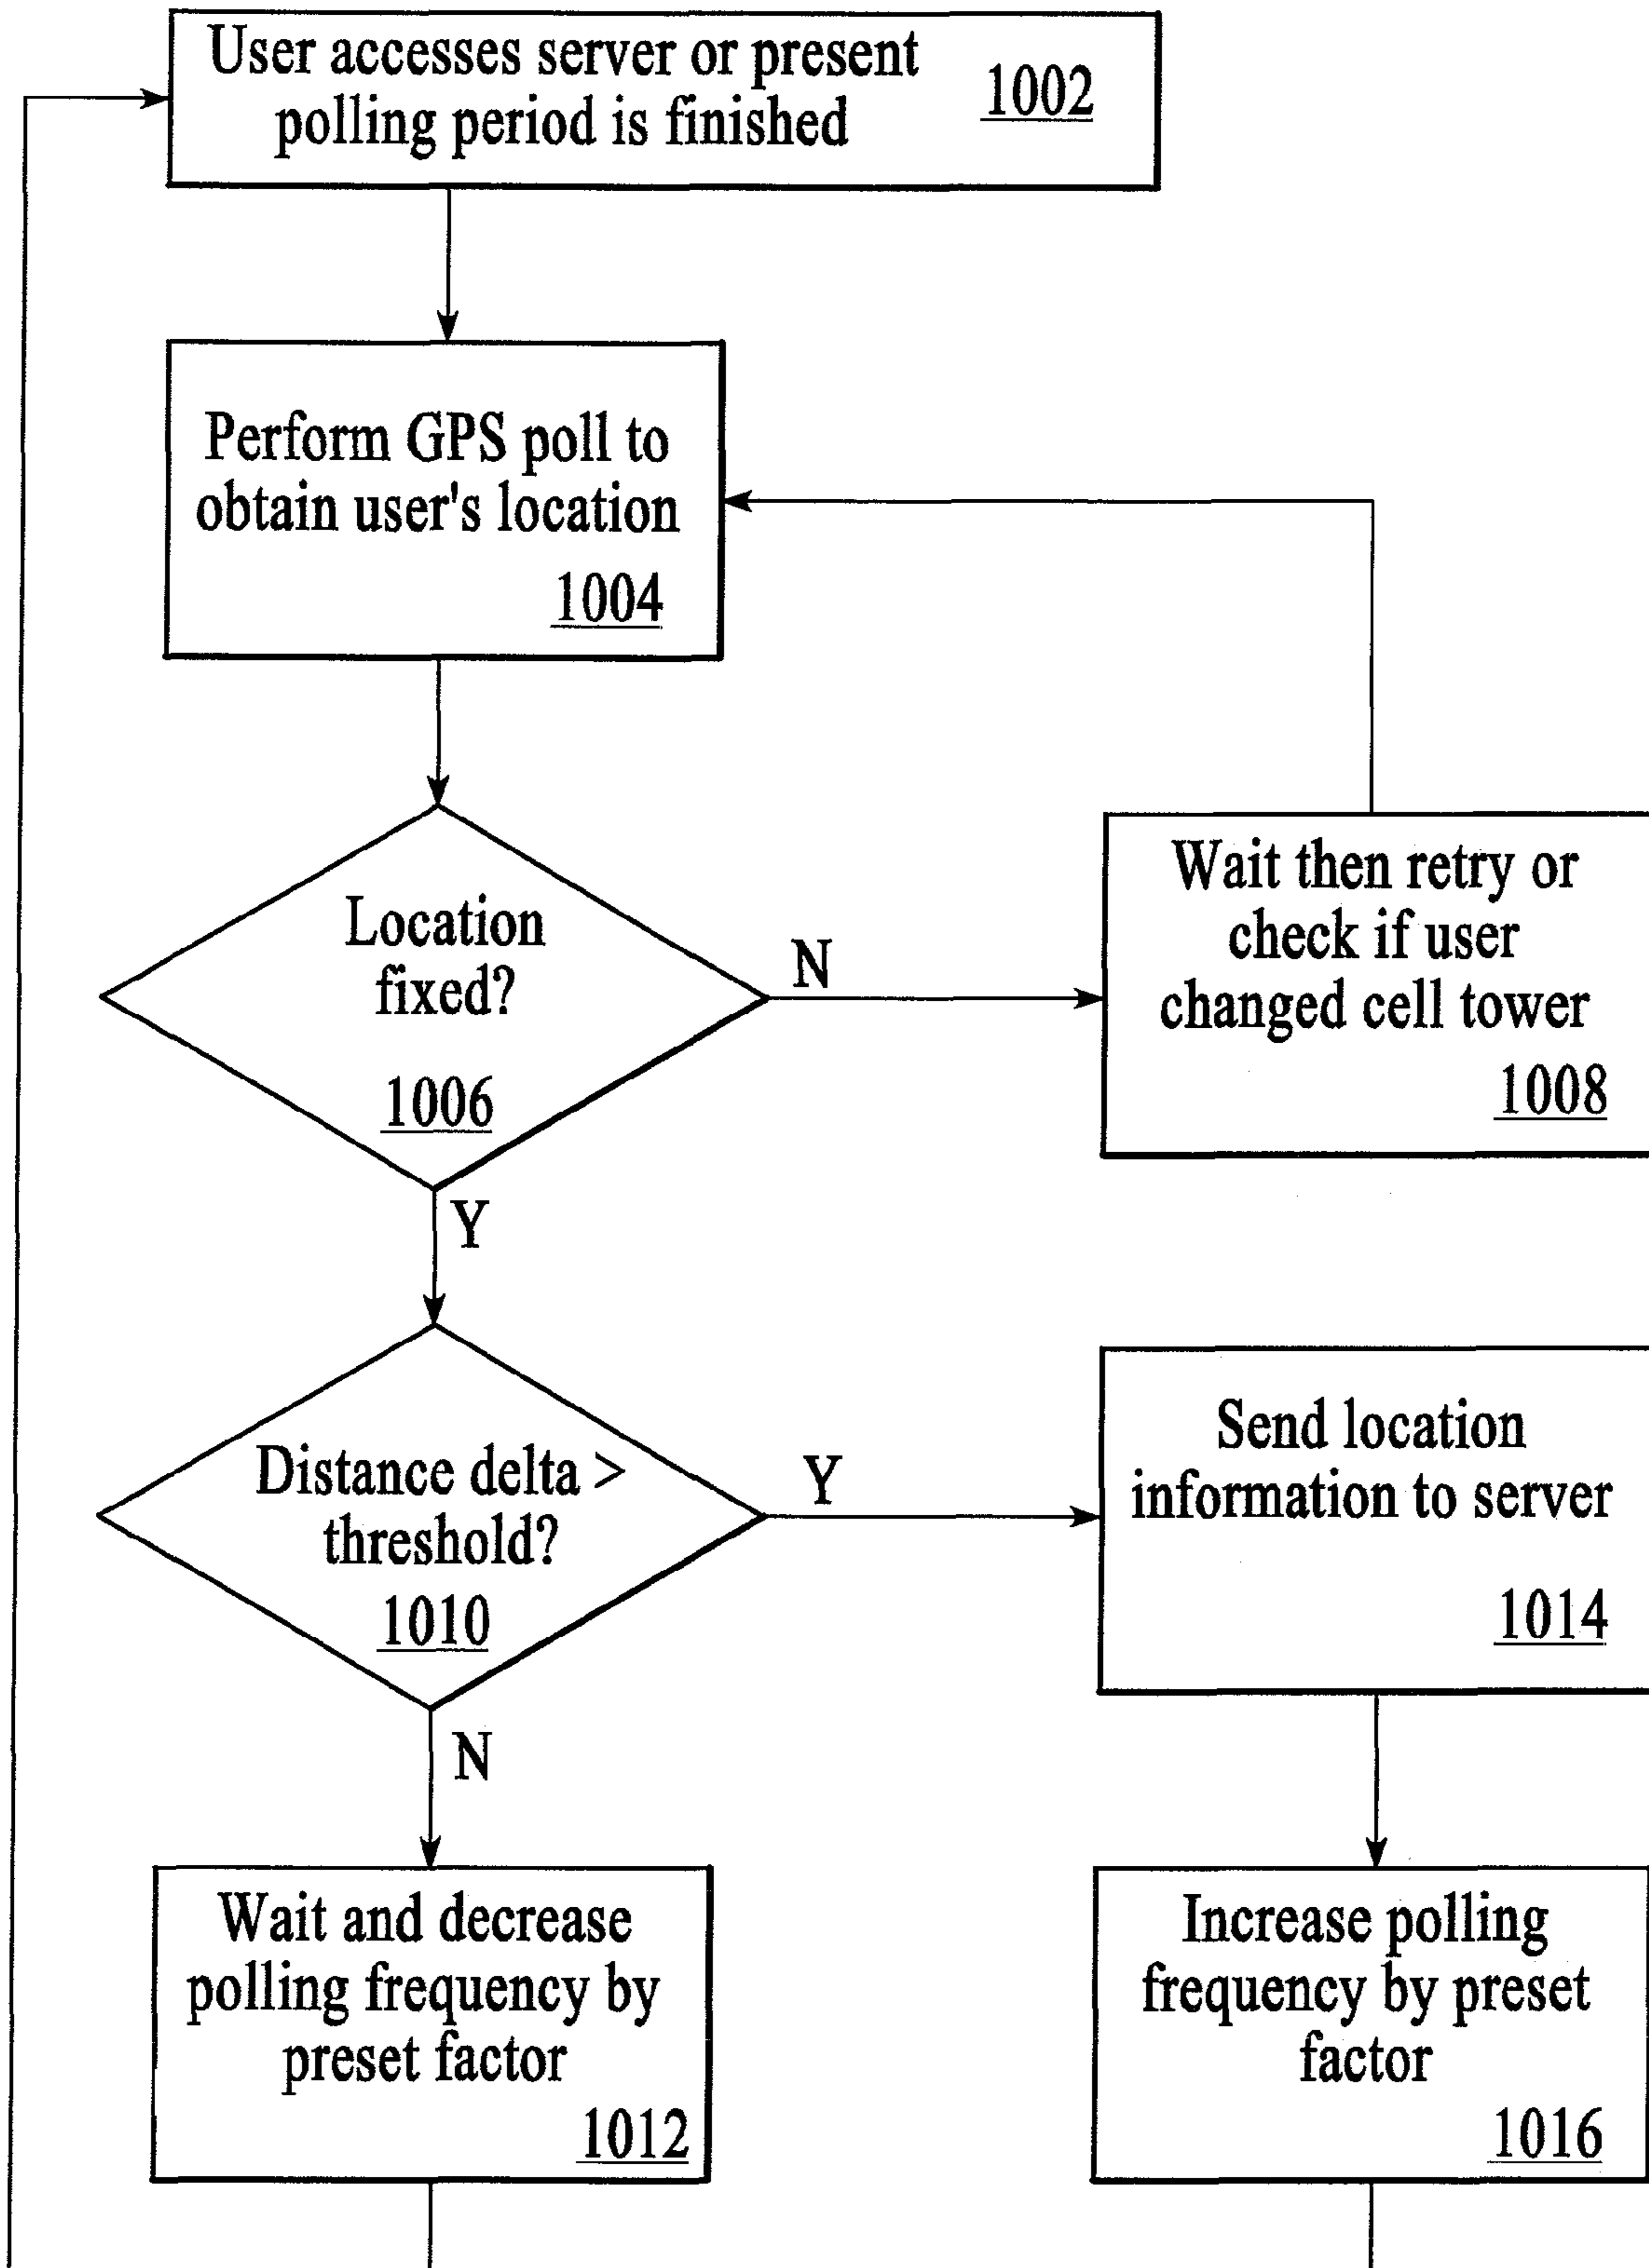 User accesses server or present
polling period is finished
1002
Perform GPS poll to
obtain user's location
1004
Location
fixed?
1006
N
Wait then retry or
check if user
changed cell tower
1008
Y
Distance delta >
threshold?
1010
Y
Send location
information to server
1014
N
Wait and decrease
polling frequency by
preset factor
1012
Increase polling
frequency by preset
factor
1016